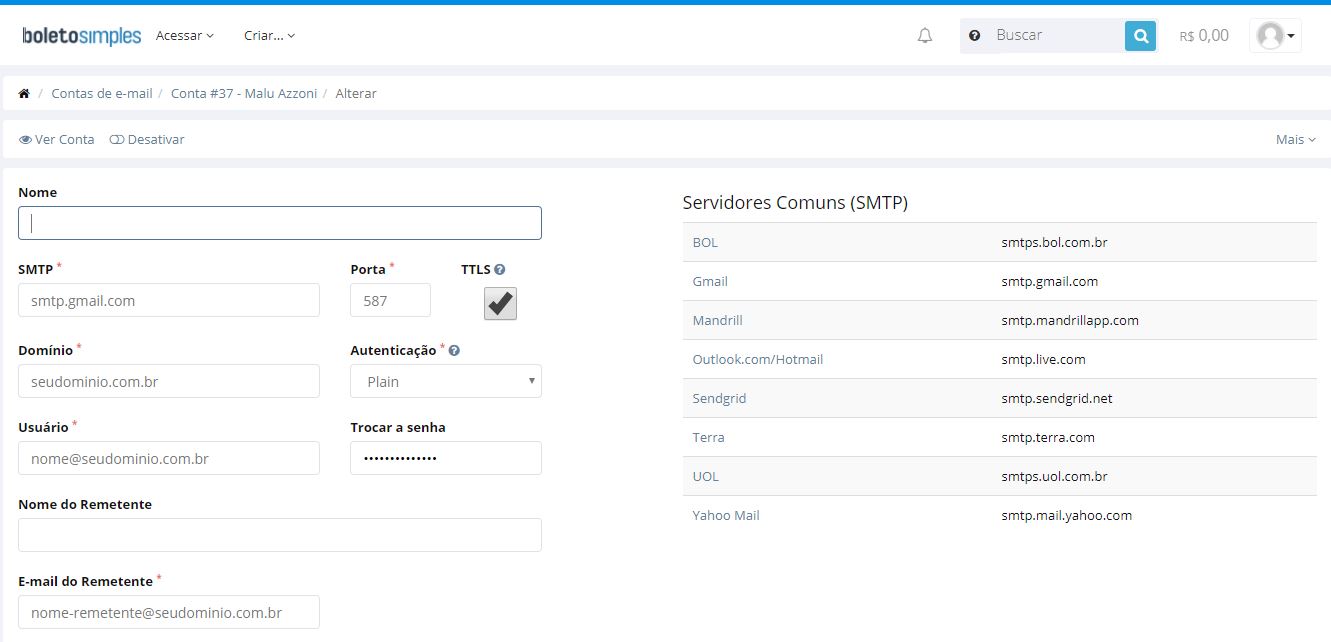 boletosimples Acessar Criar... Buscar R$ 0,00
/ Contas de e-mail / Conta #37 - Malu Azzoni / Alterar
Ver Conta Desativar Mais
Nome
SMTP * Porta * TTLS
smtp.gmail.com 587
Domínio * Autenticação *
seudominio.com.br Plain
Usuário * Trocar a senha
nome@seudominio.com.br ••••••••••••••
Nome do Remetente
E-mail do Remetente *
nome-remetente@seudominio.com.br
Servidores Comuns (SMTP)
BOL smtps.bol.com.br
Gmail smtp.gmail.com
Mandrill smtp.mandrillapp.com
Outlook.com/Hotmail smtp.live.com
Sendgrid smtp.sendgrid.net
Terra smtp.terra.com
UOL smtps.uol.com.br
Yahoo Mail smtp.mail.yahoo.com